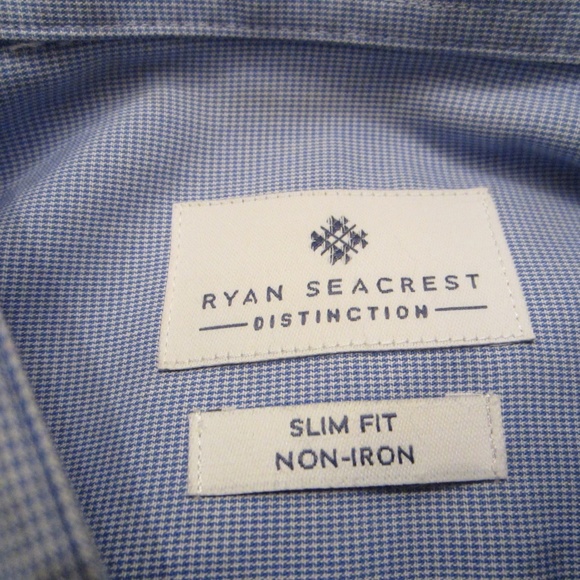 RYAN SEACREST
DISTINCTION
SLIM FIT
NON-IRON